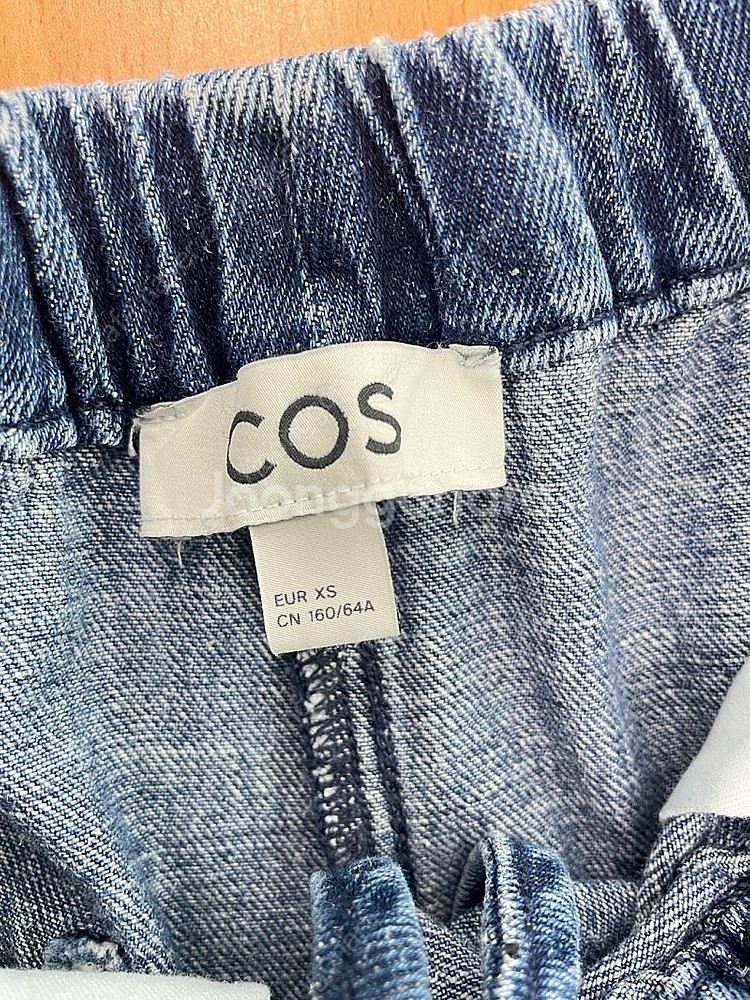 COS
EUR XS
CN 160/64A